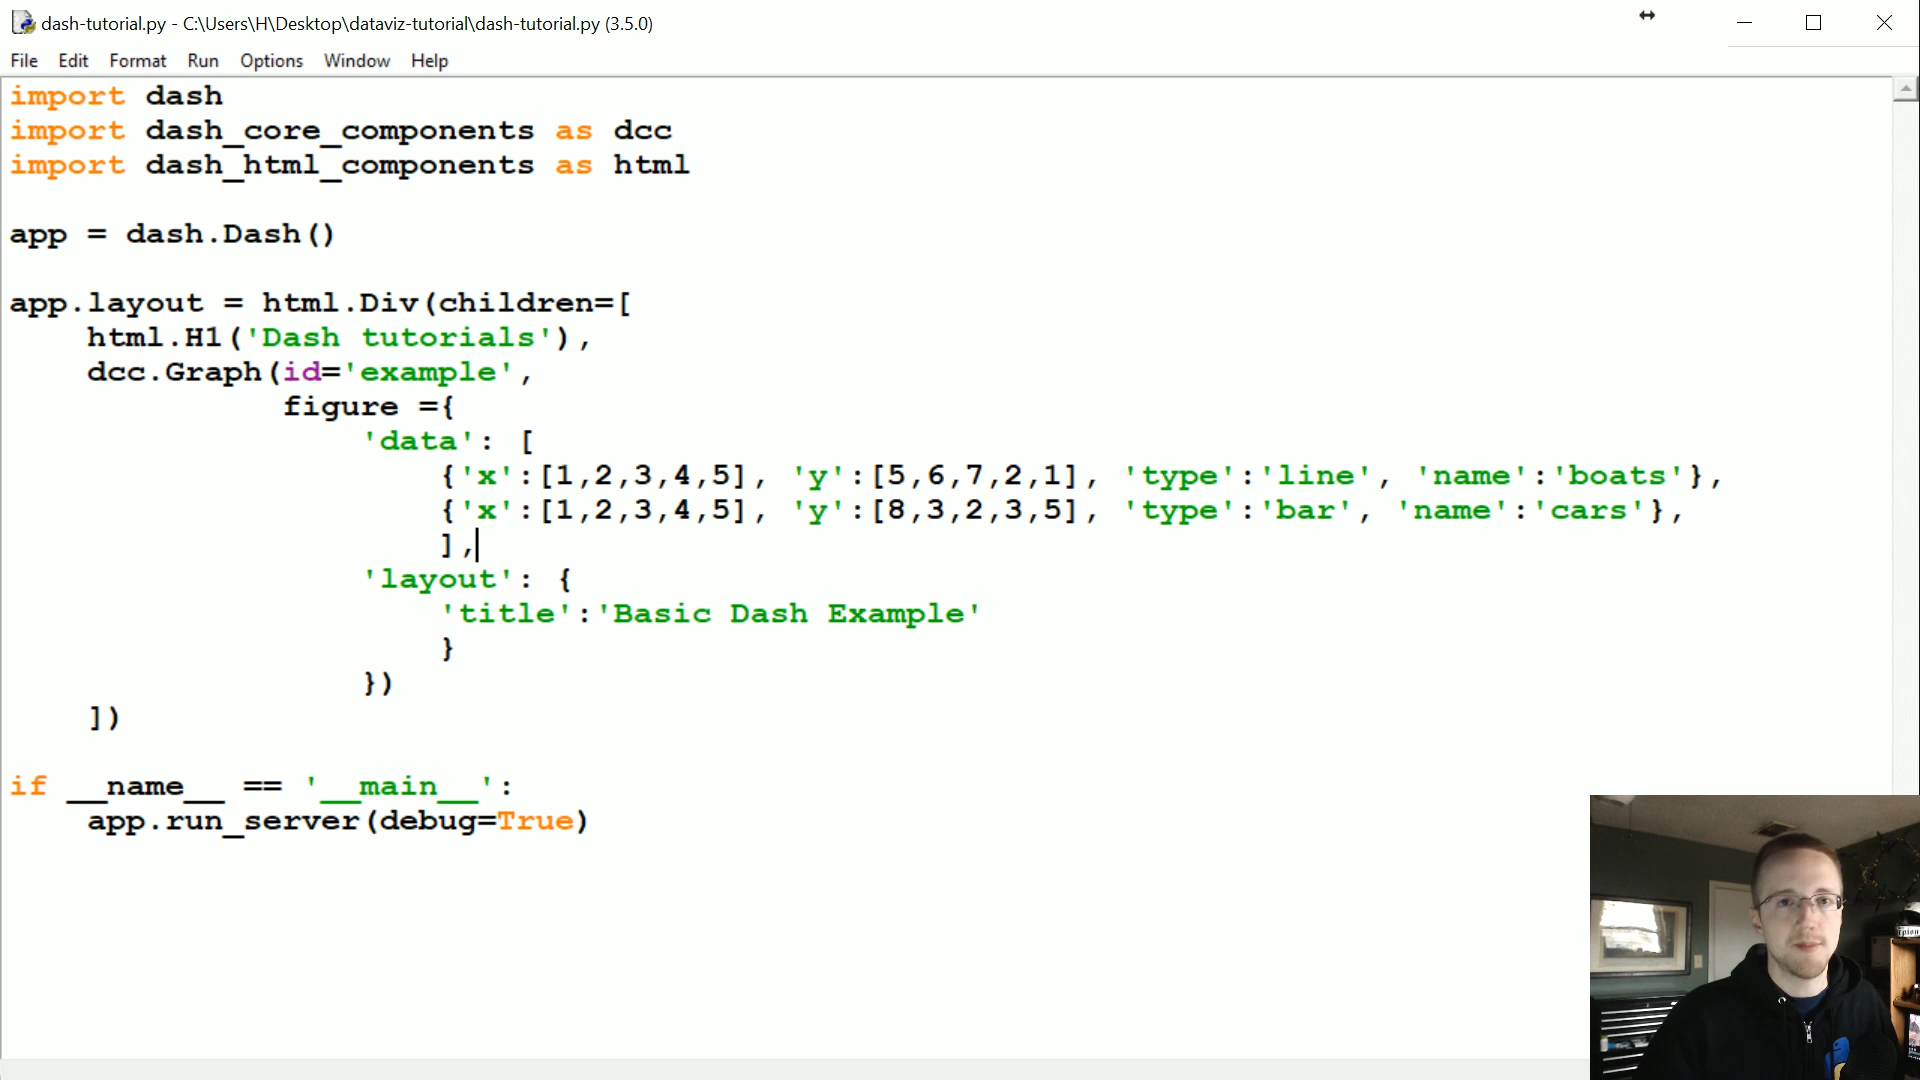 dash-tutorial.py - C:\Users\H\Desktop\dataviz-tutorial\dash-tutorial.py (3.5.0)
File Edit Format Run Options Window Help
import dash
import dash_core_components as dcc
import dash_html_components as html
app = dash.Dash()
app.layout = html.Div(children=[
html.H1('Dash tutorials'),
dcc.Graph(id='example',
figure ={
'data': [
{'x':[1,2,3,4,5], 'y':[5,6,7,2,1], 'type':'line', 'name':'boats'},
{'x':[1,2,3,4,5], 'y':[8,3,2,3,5], 'type':'bar', 'name':'cars'},
],
'layout': {
'title':'Basic Dash Example'
}
})
])
if __name__ == '__main__':
app.run_server(debug=True)